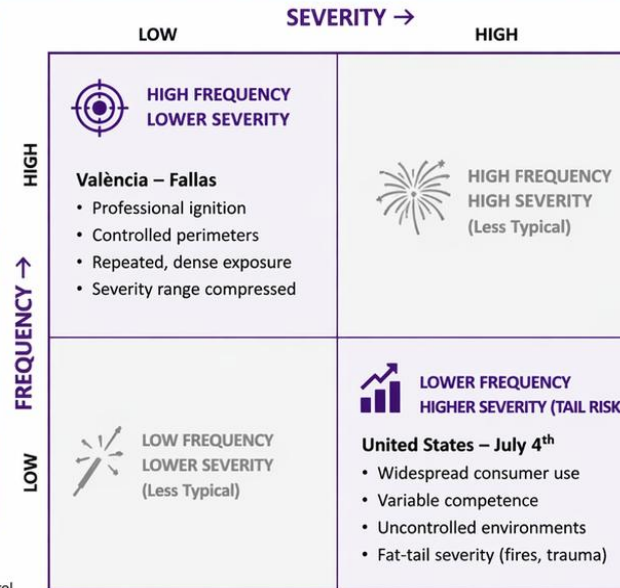 SEVERITY →
LOW
HIGH
FREQUENCY →
HIGH
HIGH FREQUENCY
LOWER SEVERITY
València – Fallas
• Professional ignition
• Controlled perimeters
• Repeated, dense exposure
• Severity range compressed
HIGH FREQUENCY
HIGH SEVERITY
(Less Typical)
LOW
LOW FREQUENCY
LOWER SEVERITY
(Less Typical)
LOWER FREQUENCY
HIGHER SEVERITY (TAIL RISK
United States – July 4th
• Widespread consumer use
• Variable competence
• Uncontrolled environments
• Fat-tail severity (fires, trauma)